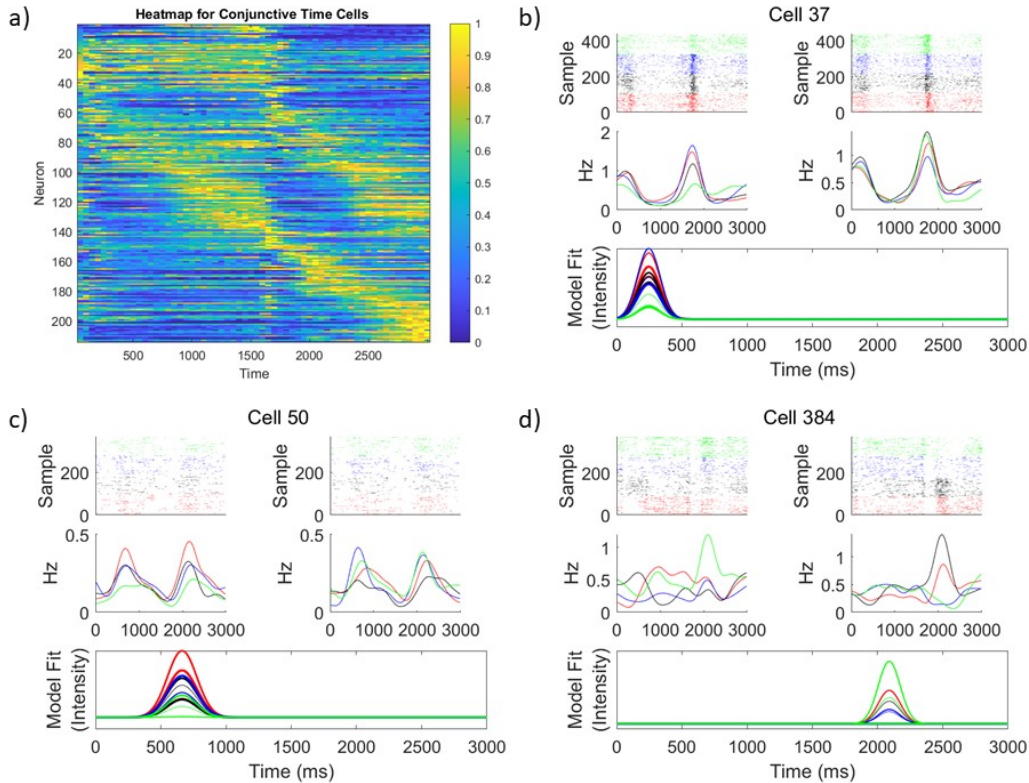 a)
Heatmap for Conjunctive Time Cells
Neuron
20
40
60
80
100
120
140
160
180
200
500
1000
1500
2000
2500
Time
1
0.9
0.8
0.7
0.6
0.5
0.4
0.3
0.2
0.1
0
b)
Cell 37
Sample
400
200
0
Sample
400
200
0
Hz
2
1
0
0 1000 2000 3000
Hz
1
0.5
0
0 1000 2000 3000
Model Fit
(Intensity)
0 500 1000 1500 2000 2500 3000
Time (ms)
c)
Cell 50
Sample
200
0
Sample
200
0
Hz
0.5
0
0 1000 2000 3000
Hz
0.5
0
0 1000 2000 3000
Model Fit
(Intensity)
0 500 1000 1500 2000 2500 3000
Time (ms)
d)
Cell 384
Sample
200
0
Sample
200
0
Hz
1
0.5
0
0 1000 2000 3000
Hz
1
0.5
0
0 1000 2000 3000
Model Fit
(Intensity)
0 500 1000 1500 2000 2500 3000
Time (ms)